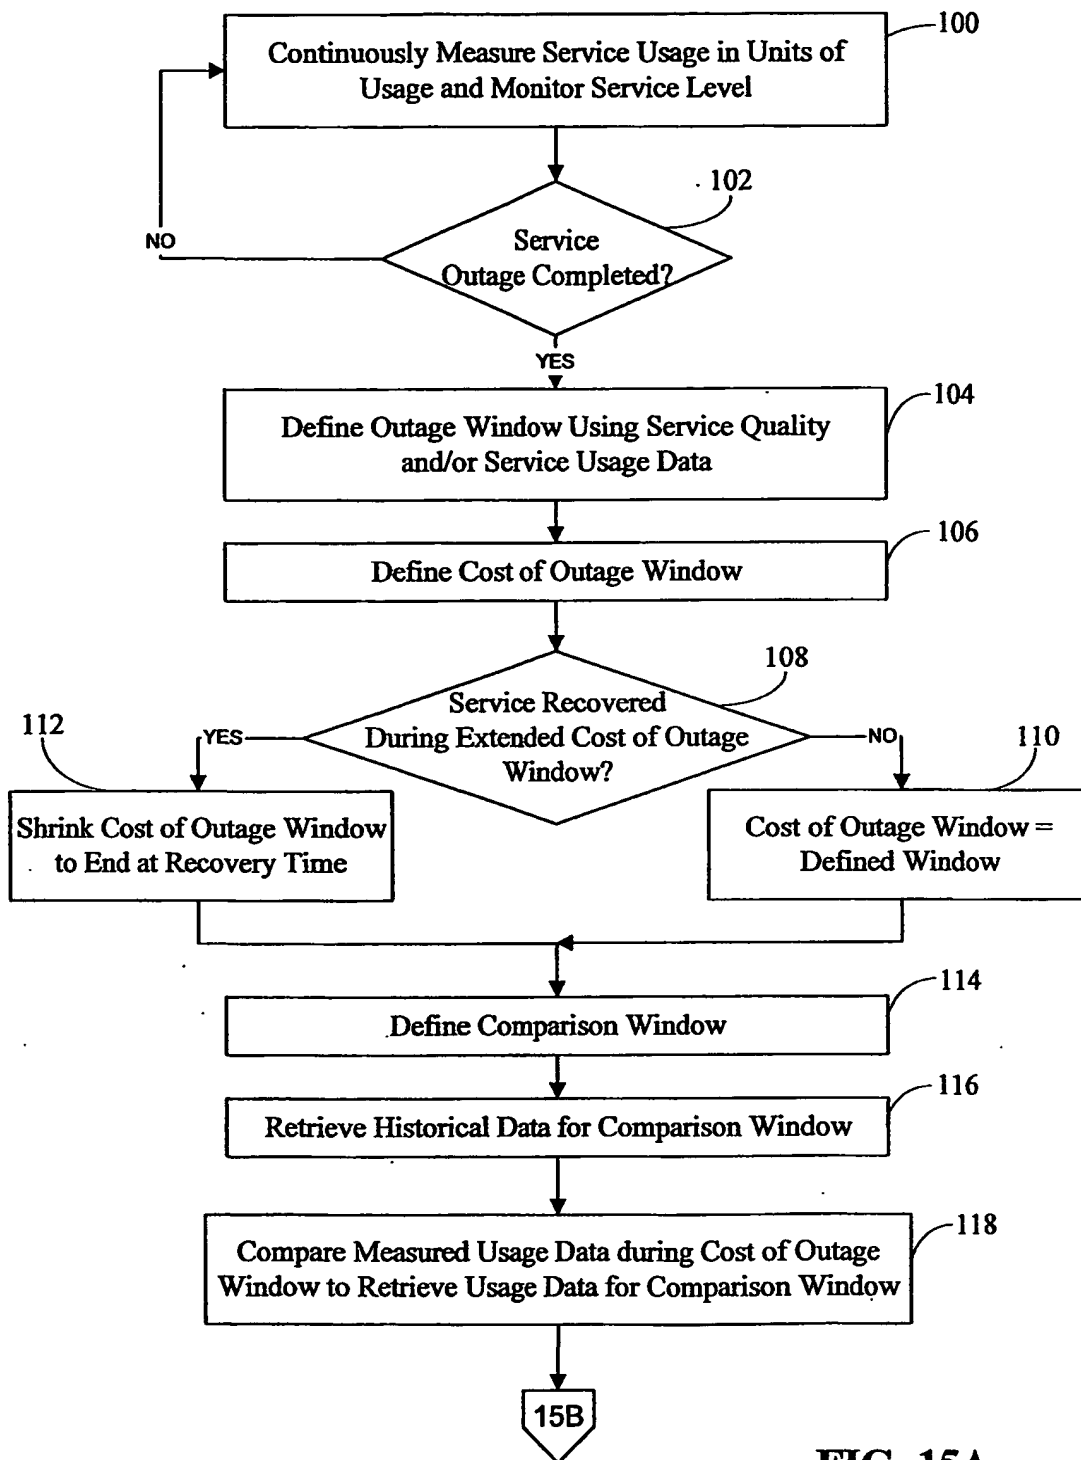 100
Continuously Measure Service Usage in Units of
Usage and Monitor Service Level
102
Service
Outage Completed?
NO
YES
104
Define Outage Window Using Service Quality
and/or Service Usage Data
106
Define Cost of Outage Window
108
Service Recovered
During Extended Cost of Outage
Window?
YES
NO
112
110
Shrink Cost of Outage Window
to End at Recovery Time
Cost of Outage Window =
Defined Window
114
Define Comparison Window
116
Retrieve Historical Data for Comparison Window
118
Compare Measured Usage Data during Cost of Outage
Window to Retrieve Usage Data for Comparison Window
15B
FIG. 15A